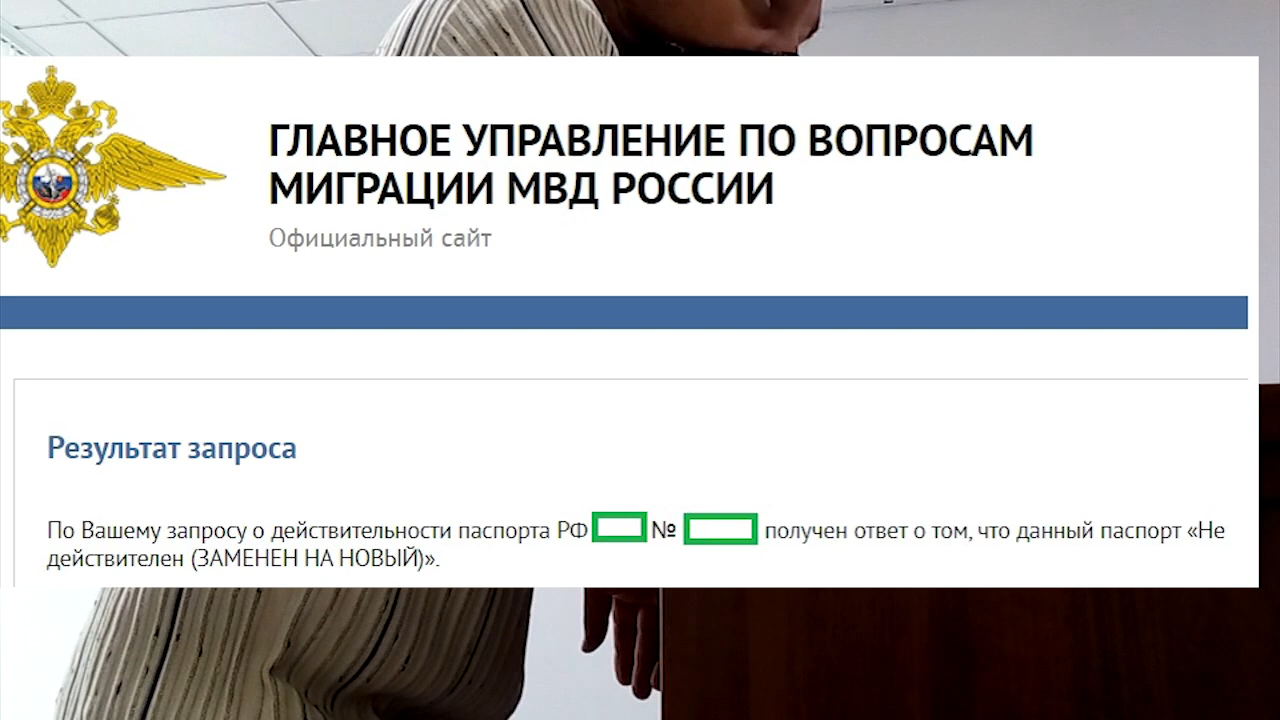 ГЛАВНОЕ УПРАВЛЕНИЕ ПО ВОПРОСАМ
МИГРАЦИИ МВД РОССИИ
Официальный сайт
Результат запроса
По Вашему запросу о действительности паспорта РФ № получен ответ о том, что данный паспорт «Не
действителен (ЗАМЕНЕН НА НОВЫЙ)».